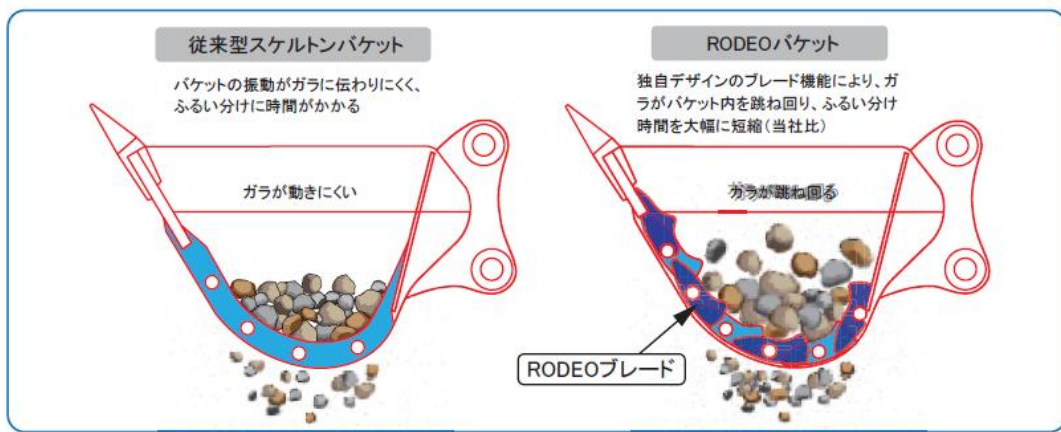 従来型スケルトンバケット
バケットの振動がガラに伝わりにくく、
ふるい分けに時間がかかる
ガラが動きにくい
RODEOバケット
独自デザインのブレード機能により、ガ
ラがバケット内を跳ね回り、ふるい分け
時間を大幅に短縮(当社比)
ガラが跳ね回る
RODEOブレード